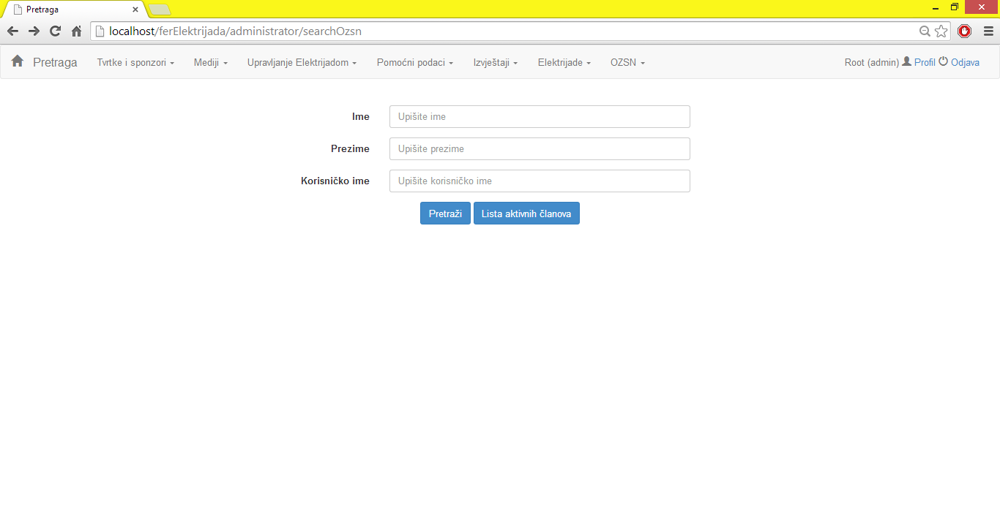 Pretraga
localhost/ferElektrijada/administrator/searchOzsn
Pretraga Tvrtke i sponzori Mediji Upravljanje Elektrijadom Pomoćni podaci Izvještaji Elektrijade OZSN Root (admin) Profil Odjava
Ime Upišite ime
Prezime Upišite prezime
Korisničko ime Upišite korisničko ime
Pretraži Lista aktivnih članova